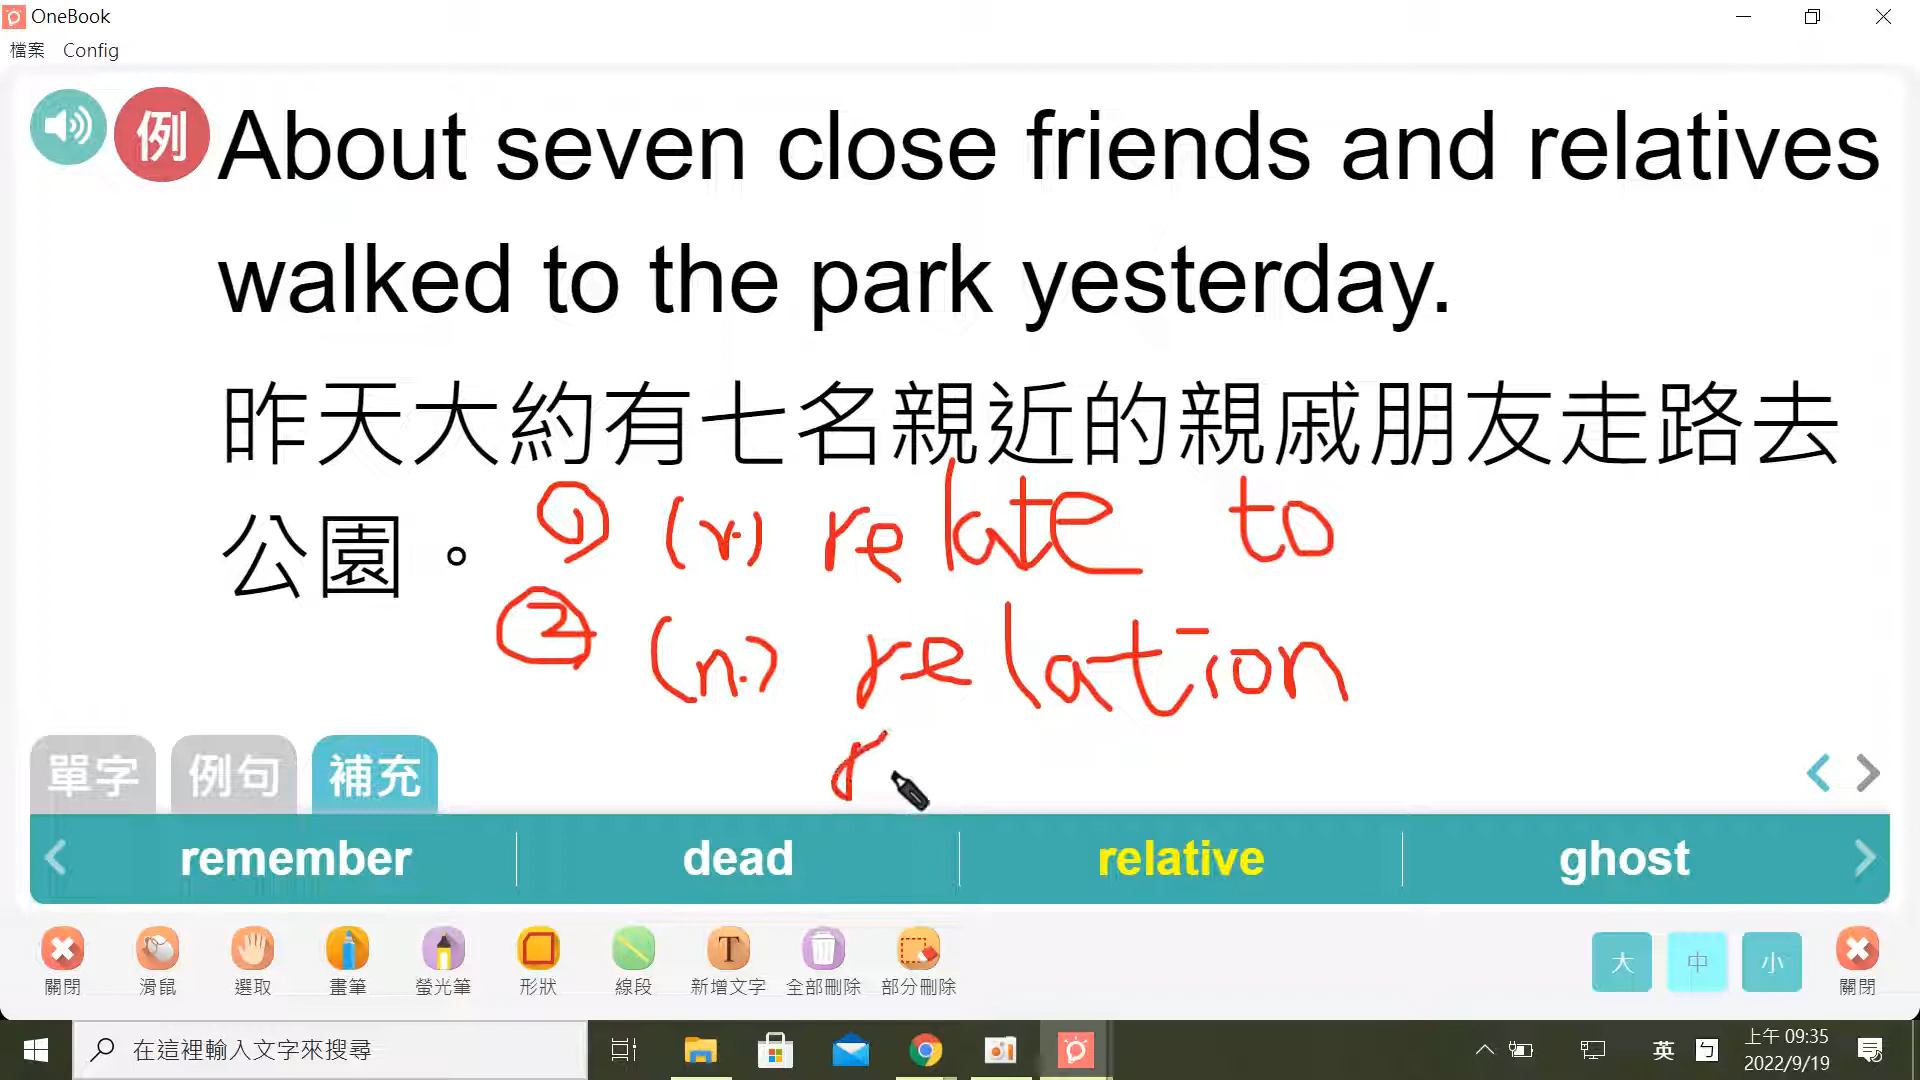 OneBook
檔案 Config
例 About seven close friends and relatives
walked to the park yesterday.
昨天大約有七名親近的親戚朋友走路去
公園。
① (v.) relate to
② (n.) relation
r
單字 例句 補充
remember dead relative ghost
關閉 滑鼠 選取 畫筆 螢光筆 形狀 線段 新增文字 全部刪除 部分刪除 大 中 小 關閉
在這裡輸入文字來搜尋
英 ㄅ 上午 09:35
2022/9/19